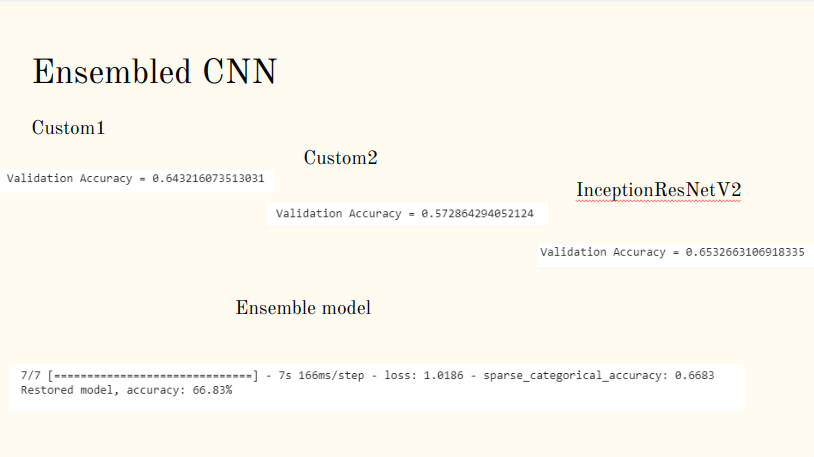 Ensembled CNN
Custom1
Custom2
Validation Accuracy = 0.643216073513031
InceptionResNetV2
Validation Accuracy = 0.572864294052124
Validation Accuracy = 0.6532663106918335
Ensemble model
7/7 [==============================] - 7s 166ms/step - loss: 1.0186 - sparse_categorical_accuracy: 0.6683
Restored model, accuracy: 66.83%